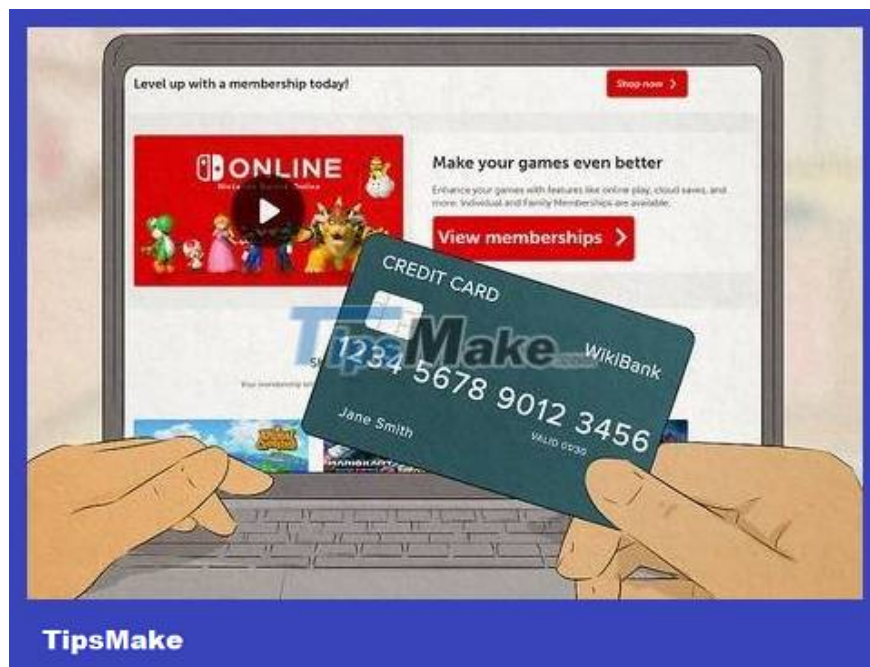 Level up with a membership today!
Shop now >
ONLINE
Make your games even better
Enhance your games with features like online play, cloud saves, and
more. Individual and Family Memberships are available.
View memberships >
CREDIT CARD
WikiBank
1234 5678 9012 3456
VALID 01/30
Jane Smith
TipsMake.com
Your membership
TipsMake